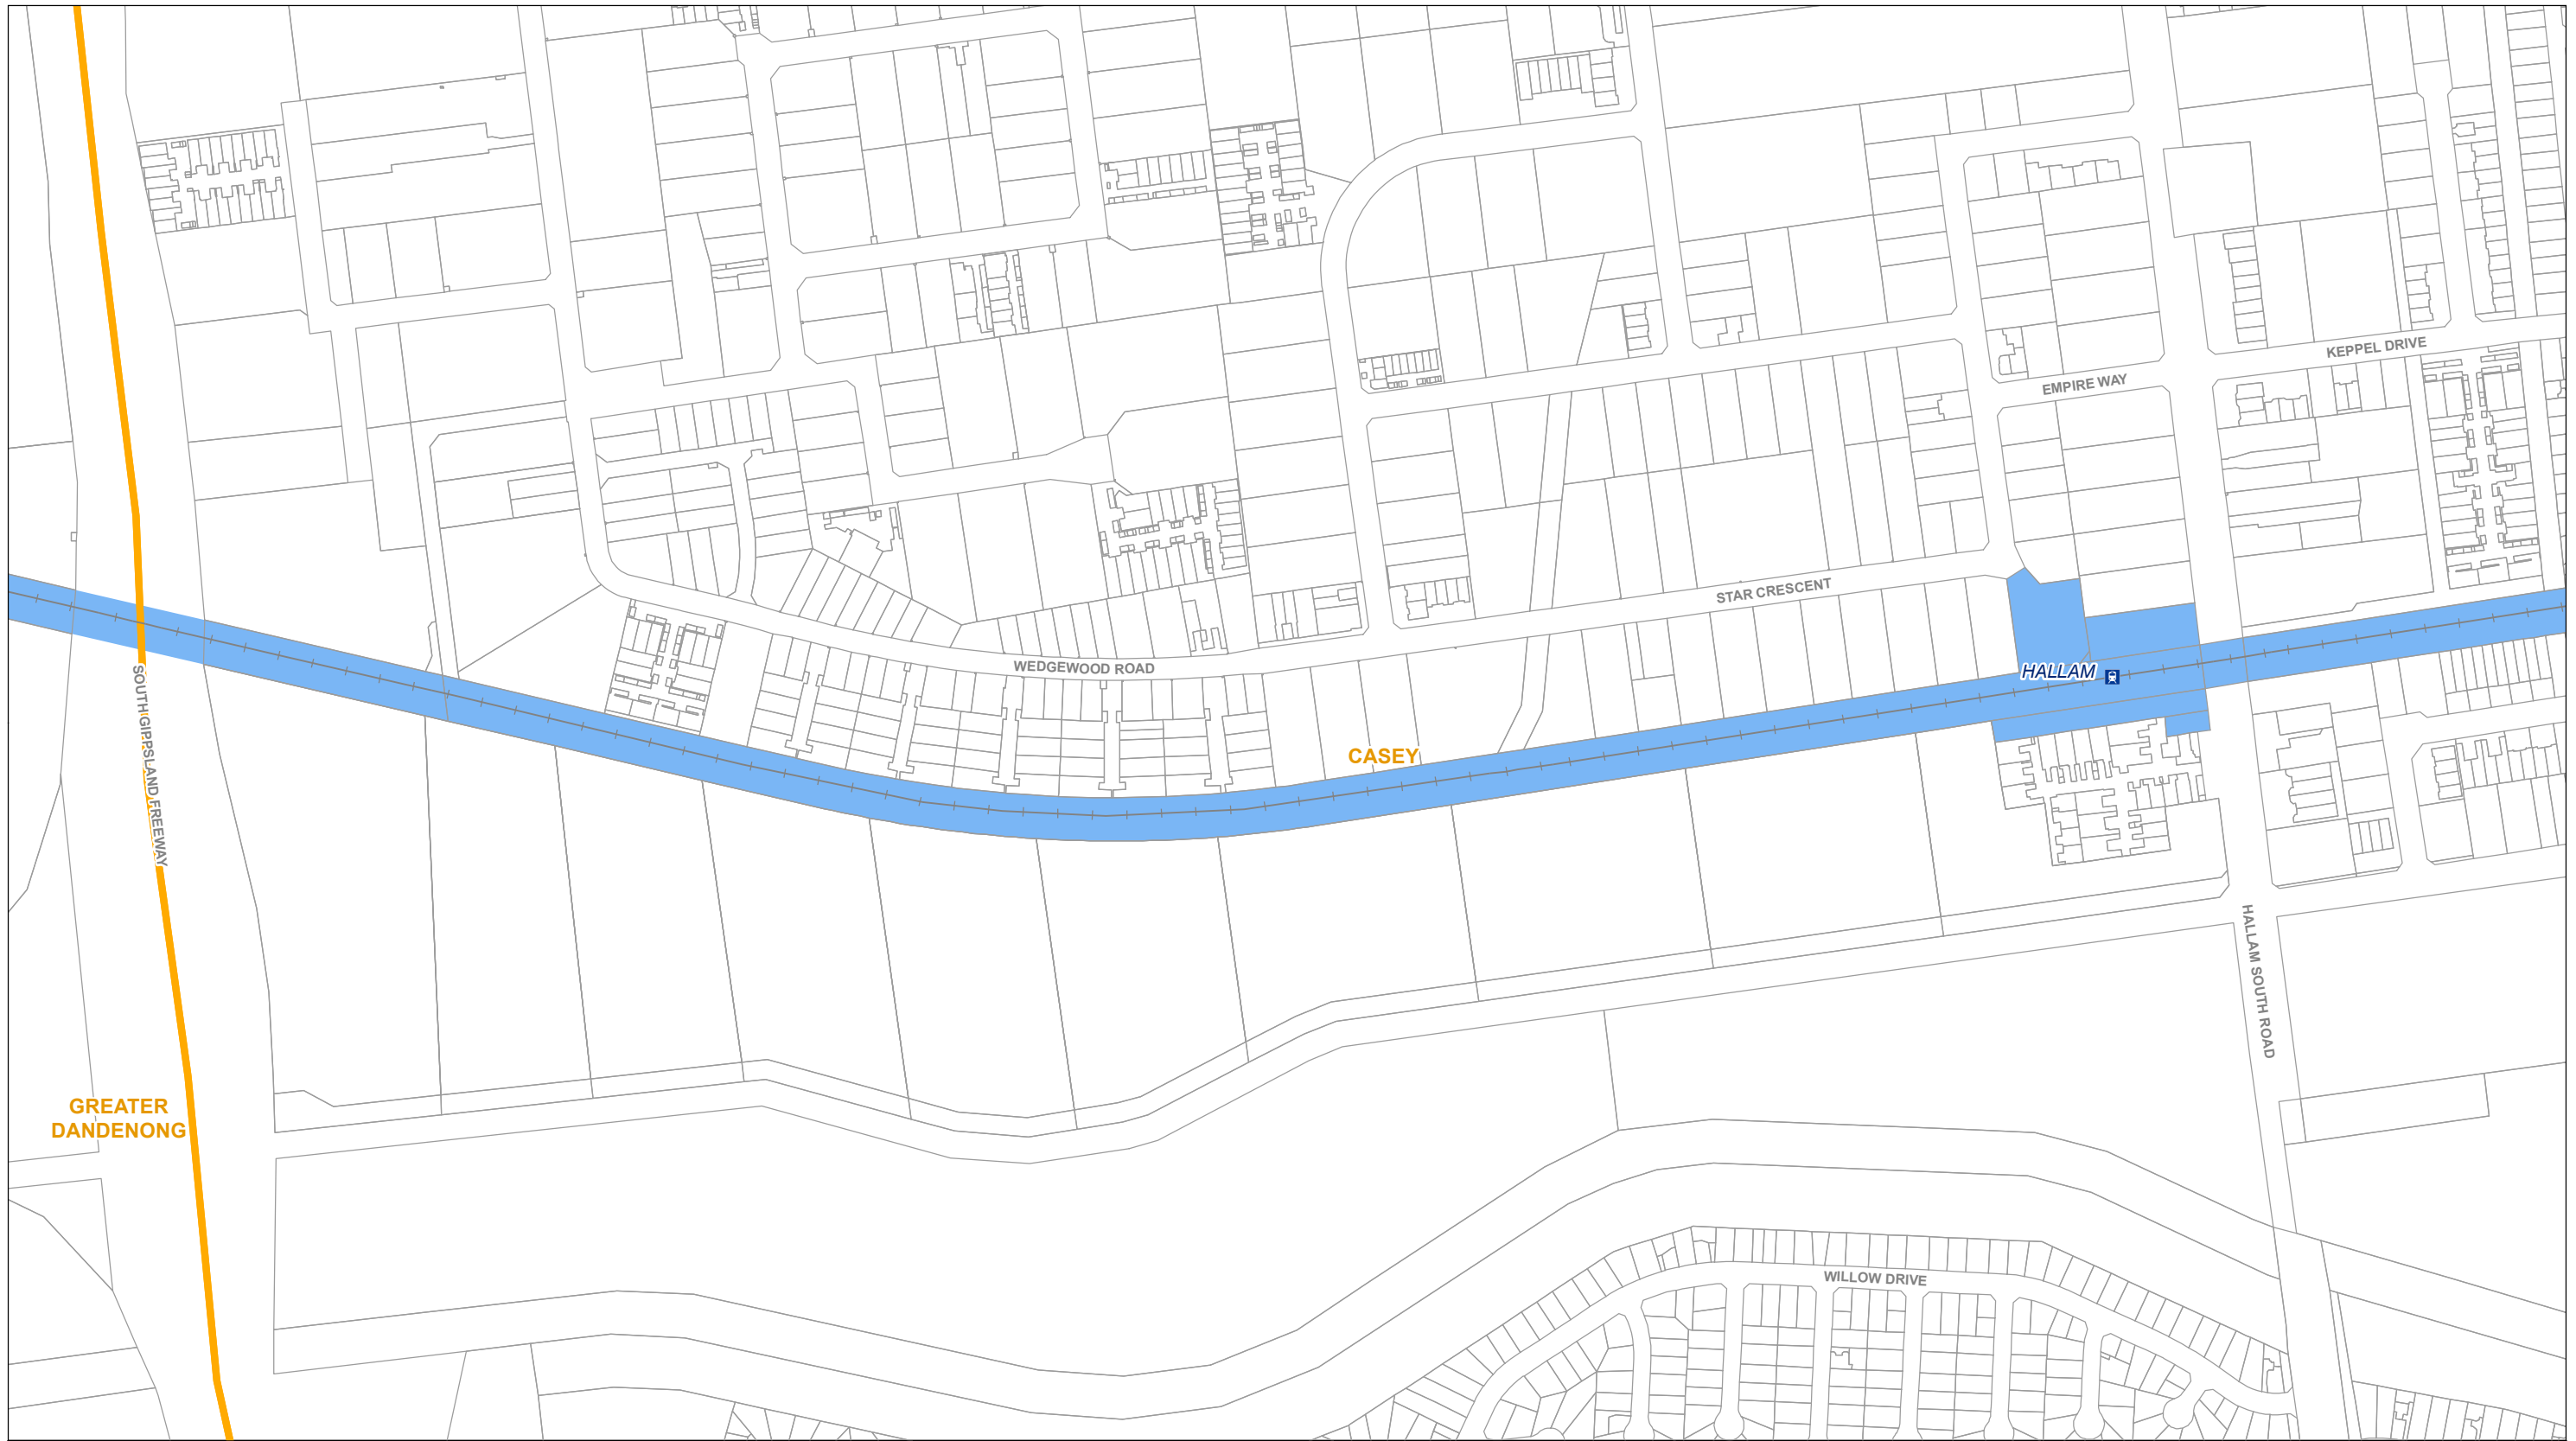 KEPPEL DRIVE
EMPIRE WAY
STAR CRESCENT
WEDGEWOOD ROAD
HALLAM
SOUTH GIPPSLAND FREEWAY
CASEY
HALLAM SOUTH ROAD
GREATER
DANDENONG
WILLOW DRIVE